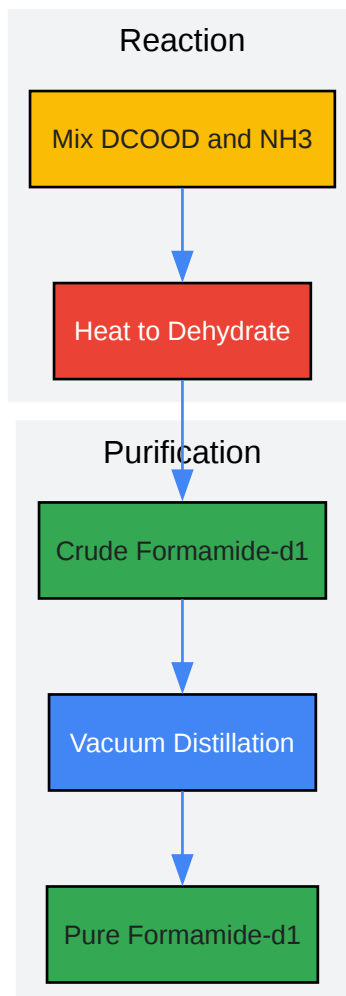 Reaction
Mix DCOOD and NH3
Heat to Dehydrate
Purification
Crude Formamide-d1
Vacuum Distillation
Pure Formamide-d1